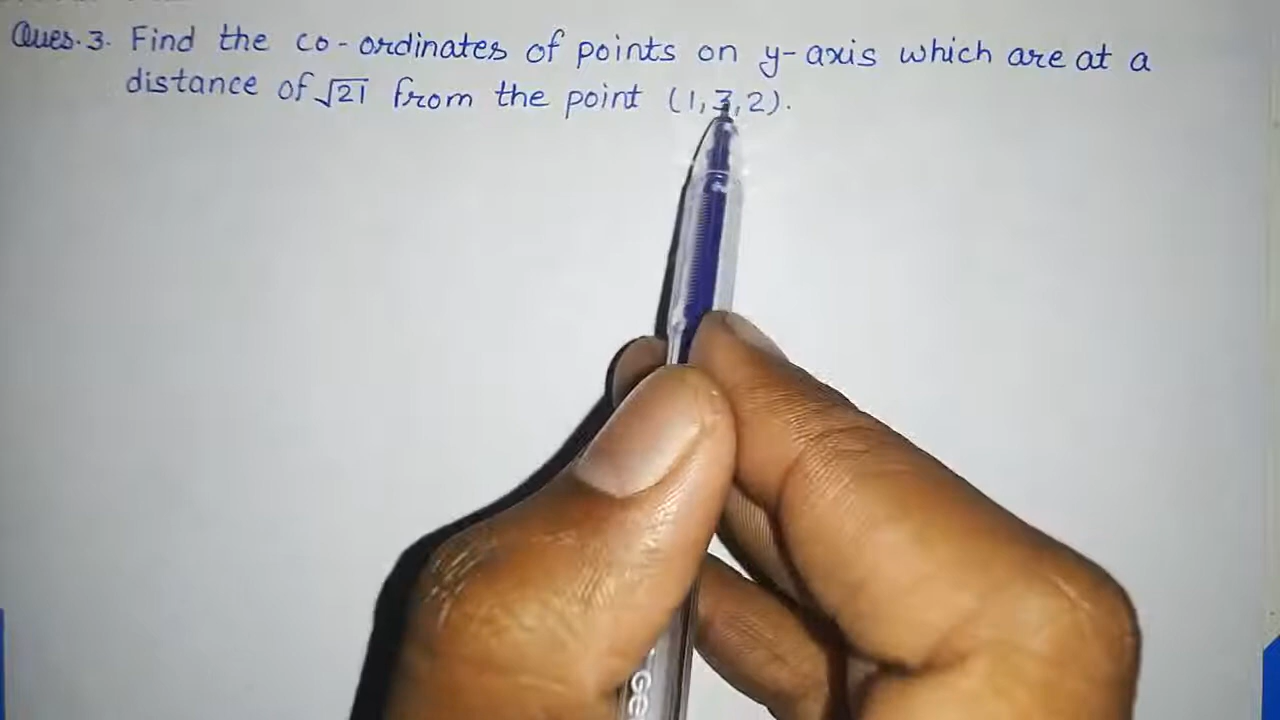 Ques. 3. Find the co-ordinates of points on y-axis which are at a
distance of √21 from the point (1,3,2).